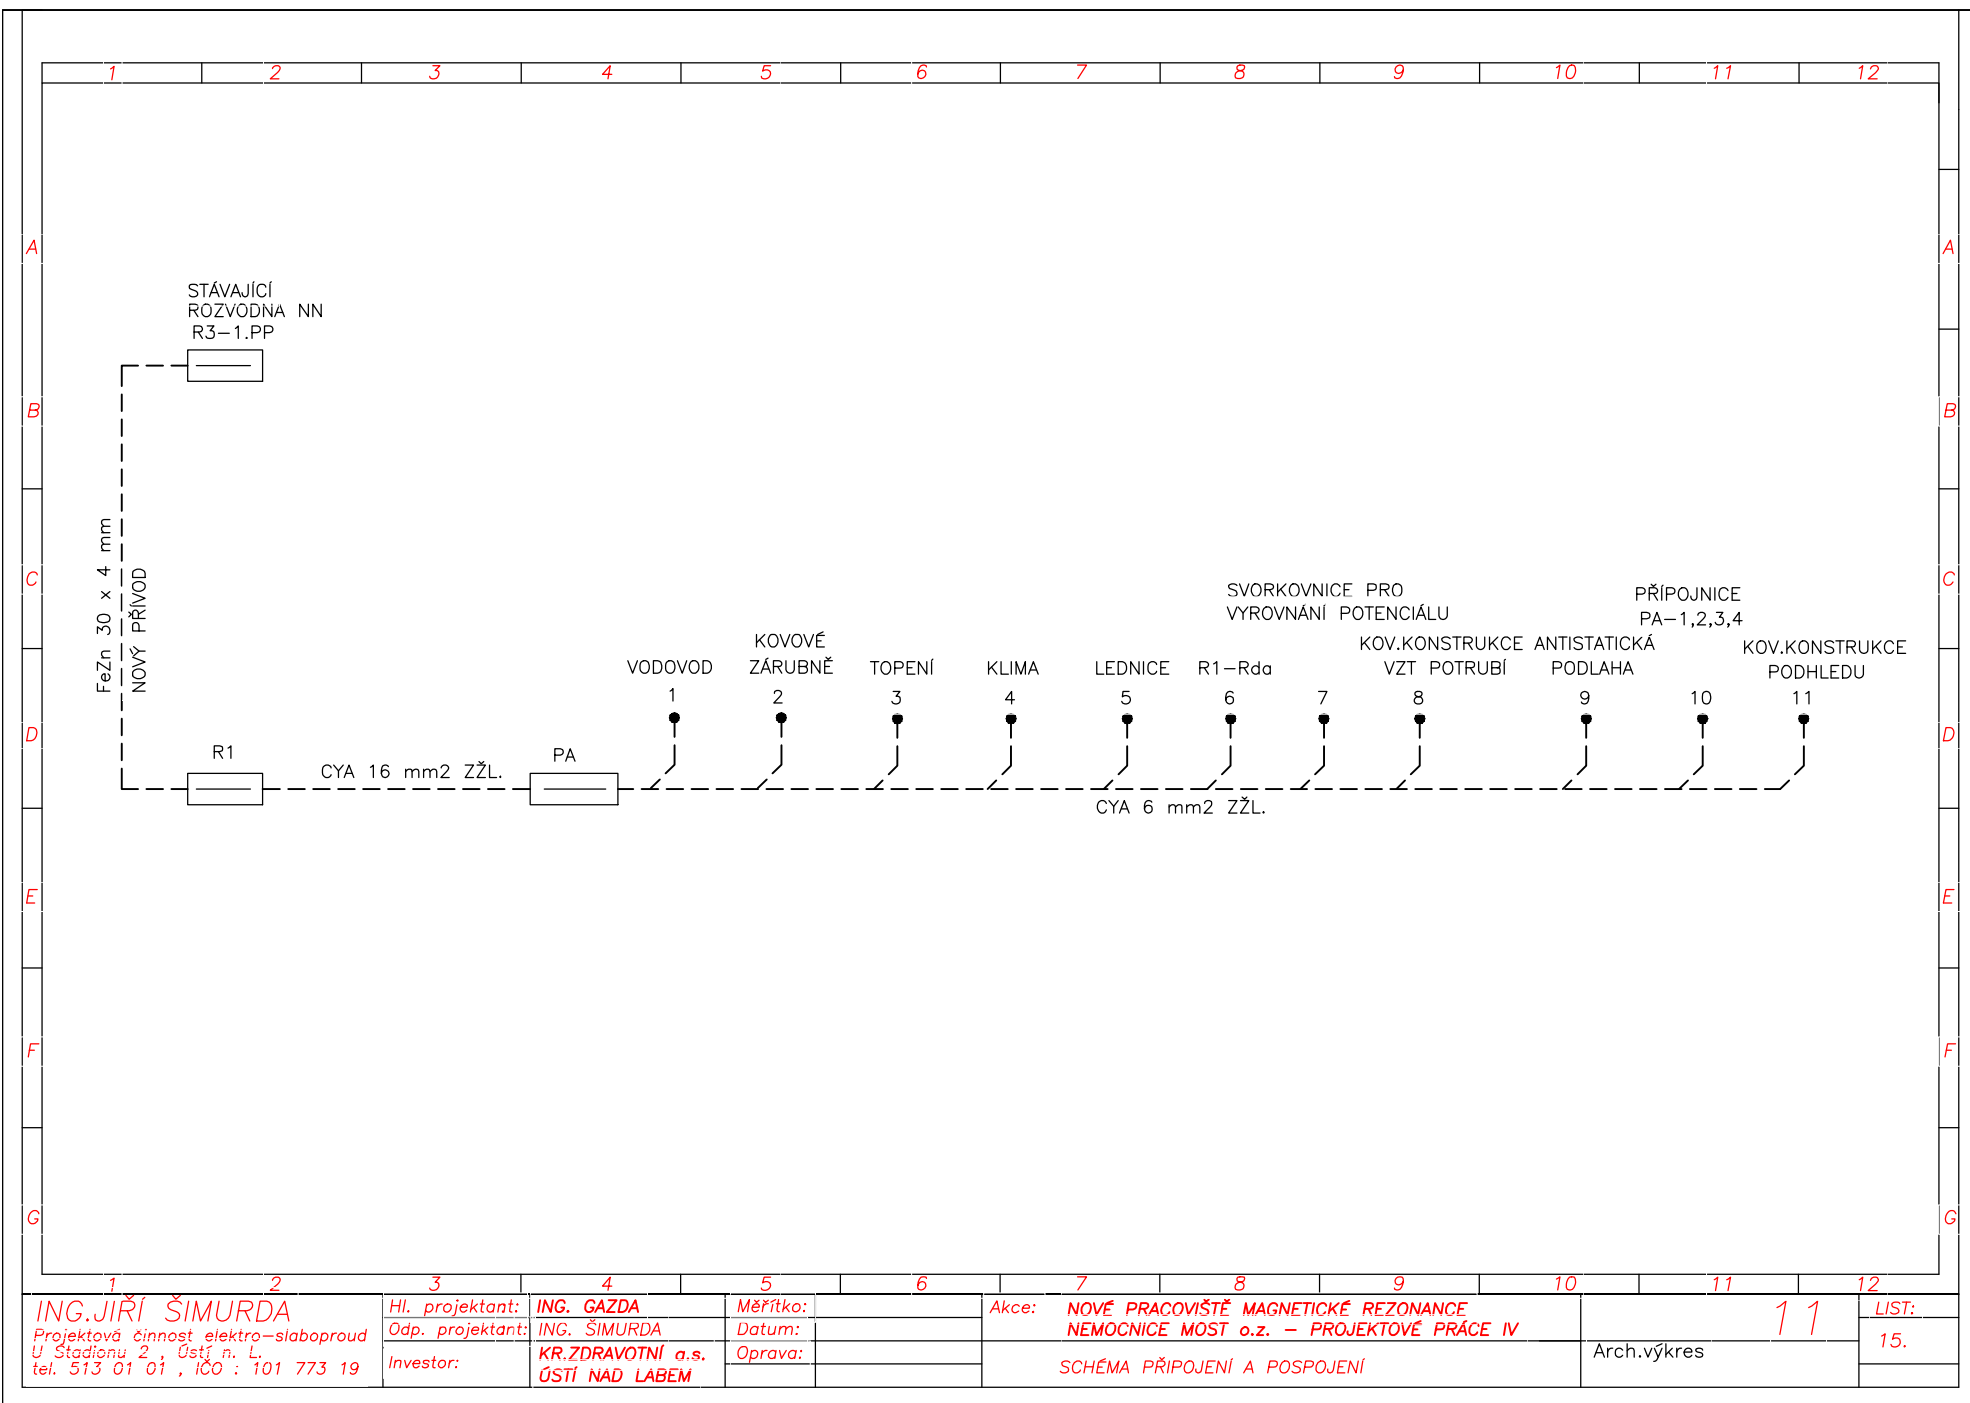 1 2 3 4 5 6 7 8 9 10 11 12
A A
STÁVAJÍCÍ
ROZVODNA NN
R3-1.PP
B B
C C
FeZn 30 x 4 mm
NOVÝ PŘÍVOD
SVORKOVNICE PRO
VYROVNÁNÍ POTENCIÁLU
PŘÍPOJNICE
PA-1,2,3,4
VODOVOD
1
KOVOVÉ
ZÁRUBNĚ
2
TOPENÍ
3
KLIMA
4
LEDNICE
5
R1-Rda
6
7
KOV.KONSTRUKCE
VZT POTRUBÍ
8
ANTISTATICKÁ
PODLAHA
9
10
KOV.KONSTRUKCE
PODHLEDU
11
D D
R1
CYA 16 mm2 ZŽL.
PA
CYA 6 mm2 ZŽL.
E E
F F
G G
1 2 3 4 5 6 7 8 9 10 11 12
ING.JIŘÍ ŠIMURDA
Projektová činnost elektro-slaboproud
U Stadionu 2 , Ústí n. L.
tel. 513 01 01 , IČO : 101 773 19
Hl. projektant: ING. GAZDA
Odp. projektant: ING. ŠIMURDA
Investor: KR.ZDRAVOTNÍ a.s.
ÚSTÍ NAD LABEM
Měřítko:
Datum:
Oprava:
Akce: NOVÉ PRACOVIŠTĚ MAGNETICKÉ REZONANCE
NEMOCNICE MOST o.z. - PROJEKTOVÉ PRÁCE IV
SCHÉMA PŘIPOJENÍ A POSPOJENÍ
11
Arch.výkres
LIST:
15.